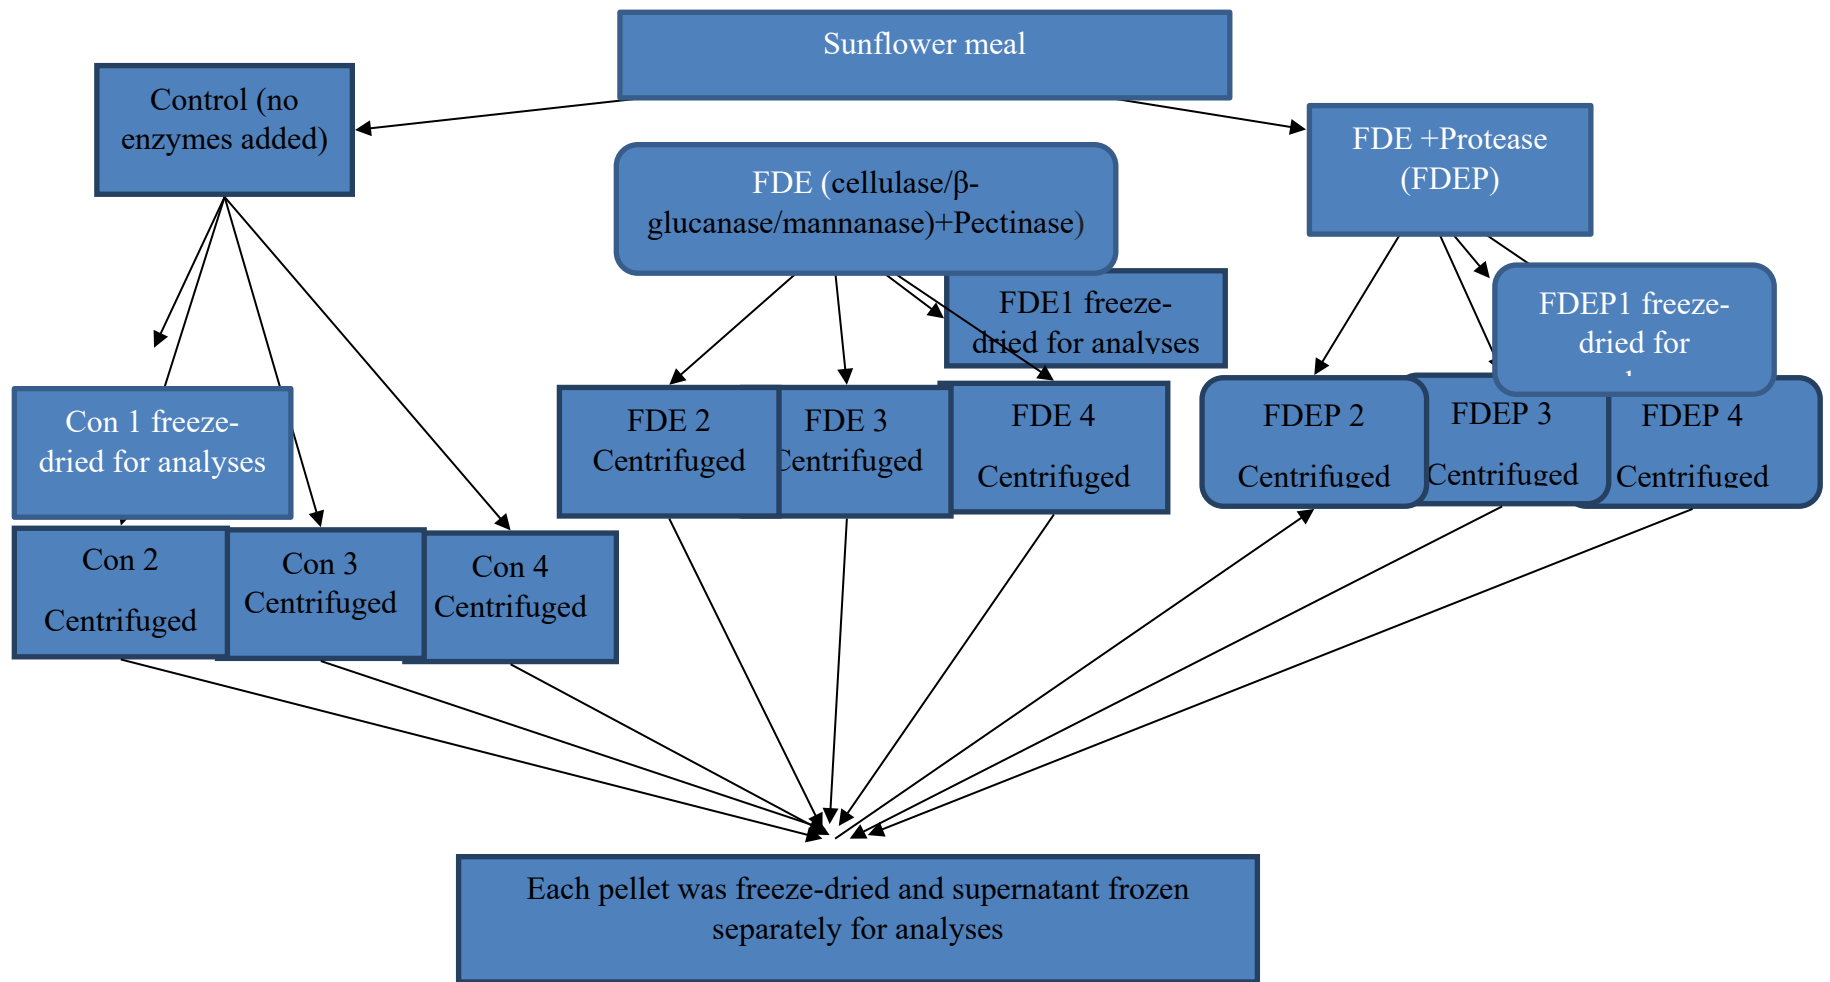 Sunflower meal
Control (no
enzymes added)
FDE (cellulase/β-
glucanase/mannanase)+Pectinase)
FDE +Protease
(FDEP)
FDE1 freeze-
dried for analyses
FDEP1 freeze-
dried for
Con 1 freeze-
dried for analyses
FDE 2
Centrifuged
FDE 3
Centrifuged
FDE 4
Centrifuged
FDEP 2
Centrifuged
FDEP 3
Centrifuged
FDEP 4
Centrifuged
Con 2
Centrifuged
Con 3
Centrifuged
Con 4
Centrifuged
Each pellet was freeze-dried and supernatant frozen
separately for analyses